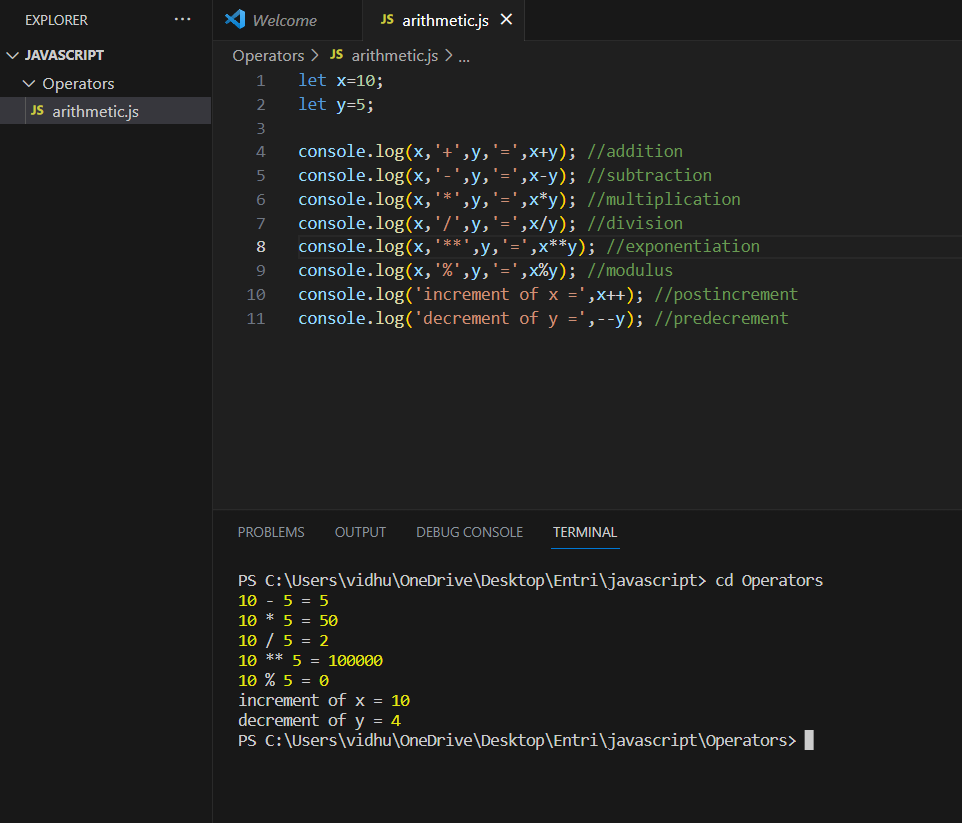 EXPLORER ...
JAVASCRIPT
Operators
JS arithmetic.js
Welcome
JS arithmetic.js
Operators > JS arithmetic.js > ...
1 let x=10;
2 let y=5;
3
4 console.log(x,'+',y,'=',x+y); //addition
5 console.log(x,'-',y,'=',x-y); //subtraction
6 console.log(x,'*',y,'=',x*y); //multiplication
7 console.log(x,'/',y,'=',x/y); //division
8 console.log(x,'**',y,'=',x**y); //exponentiation
9 console.log(x,'%',y,'=',x%y); //modulus
10 console.log('increment of x =',x++); //postincrement
11 console.log('decrement of y =',--y); //predecrement
PROBLEMS OUTPUT DEBUG CONSOLE TERMINAL
PS C:\Users\vidhu\OneDrive\Desktop\Entri\javascript> cd Operators
10 - 5 = 5
10 * 5 = 50
10 / 5 = 2
10 ** 5 = 100000
10 % 5 = 0
increment of x = 10
decrement of y = 4
PS C:\Users\vidhu\OneDrive\Desktop\Entri\javascript\Operators>